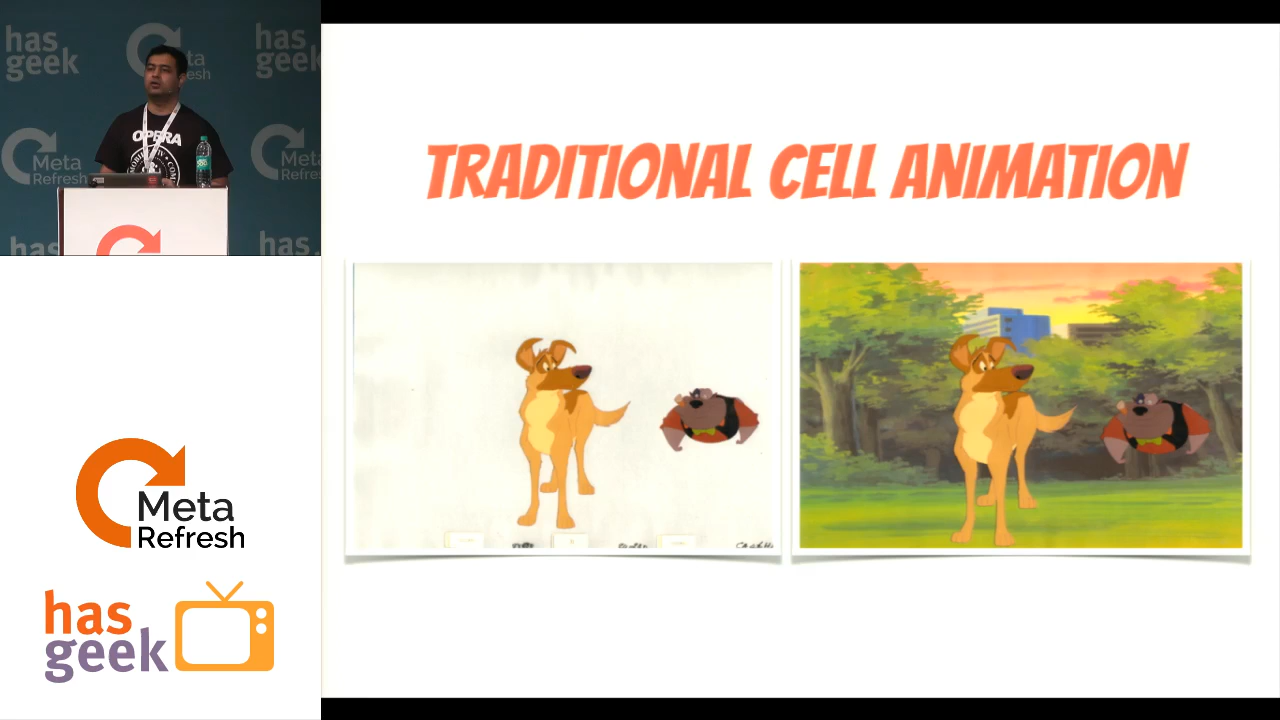 has
geek
Meta
Refresh
has
geek
OPERA
Meta
Refresh
Meta
Refresh
has
has
TRADITIONAL CELL ANIMATION
Meta
Refresh
has
geek